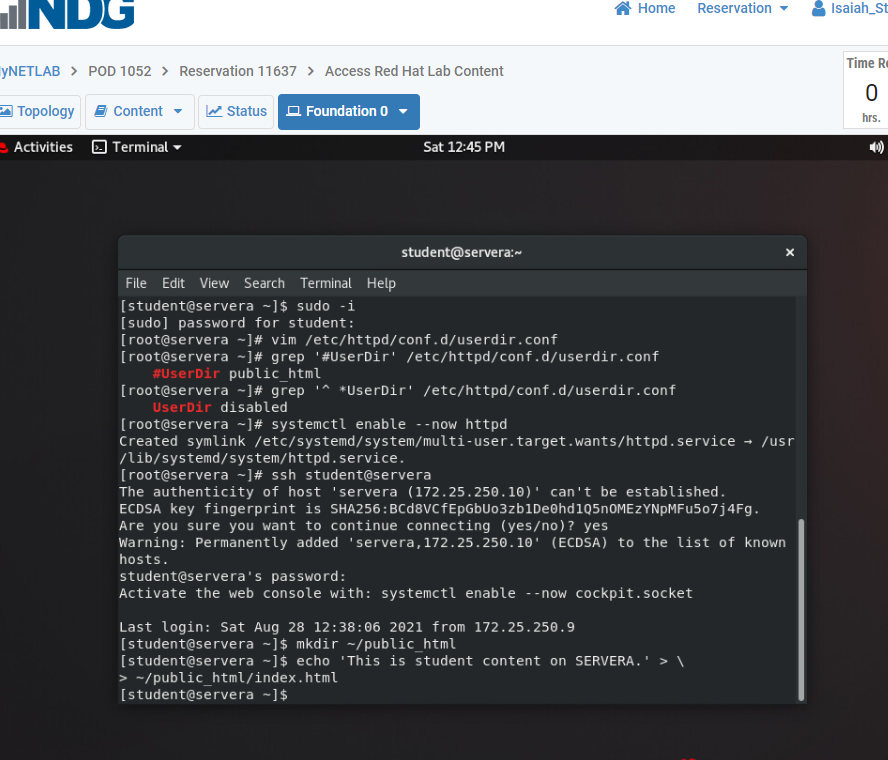 NDG
Home Reservation Isaiah_St
yNETLAB > POD 1052 > Reservation 11637 > Access Red Hat Lab Content
Time Re
0
hrs.
Topology Content Status Foundation 0
Activities Terminal Sat 12:45 PM
student@servera:~ ×
File Edit View Search Terminal Help
[student@servera ~]$ sudo -i
[sudo] password for student:
[root@servera ~]# vim /etc/httpd/conf.d/userdir.conf
[root@servera ~]# grep '#UserDir' /etc/httpd/conf.d/userdir.conf
#UserDir public_html
[root@servera ~]# grep '^ *UserDir' /etc/httpd/conf.d/userdir.conf
UserDir disabled
[root@servera ~]# systemctl enable --now httpd
Created symlink /etc/systemd/system/multi-user.target.wants/httpd.service → /usr
/lib/systemd/system/httpd.service.
[root@servera ~]# ssh student@servera
The authenticity of host 'servera (172.25.250.10)' can't be established.
ECDSA key fingerprint is SHA256:BCd8VCfEpGbUo3zb1De0hd1Q5nOMEzYNpMFu5o7j4Fg.
Are you sure you want to continue connecting (yes/no)? yes
Warning: Permanently added 'servera,172.25.250.10' (ECDSA) to the list of known
hosts.
student@servera's password:
Activate the web console with: systemctl enable --now cockpit.socket
Last login: Sat Aug 28 12:38:06 2021 from 172.25.250.9
[student@servera ~]$ mkdir ~/public_html
[student@servera ~]$ echo 'This is student content on SERVERA.' > \
> ~/public_html/index.html
[student@servera ~]$